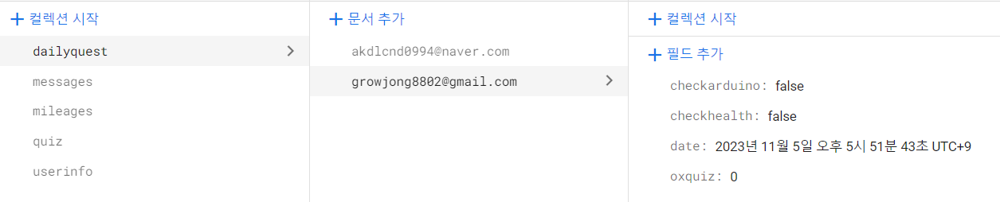 + 컬렉션 시작
dailyquest
messages
mileages
quiz
userinfo
+ 문서 추가
akdlcnd0994@naver.com
growjong8802@gmail.com
+ 컬렉션 시작
+ 필드 추가
checkarduino: false
checkhealth: false
date: 2023년 11월 5일 오후 5시 51분 43초 UTC+9
oxquiz: 0